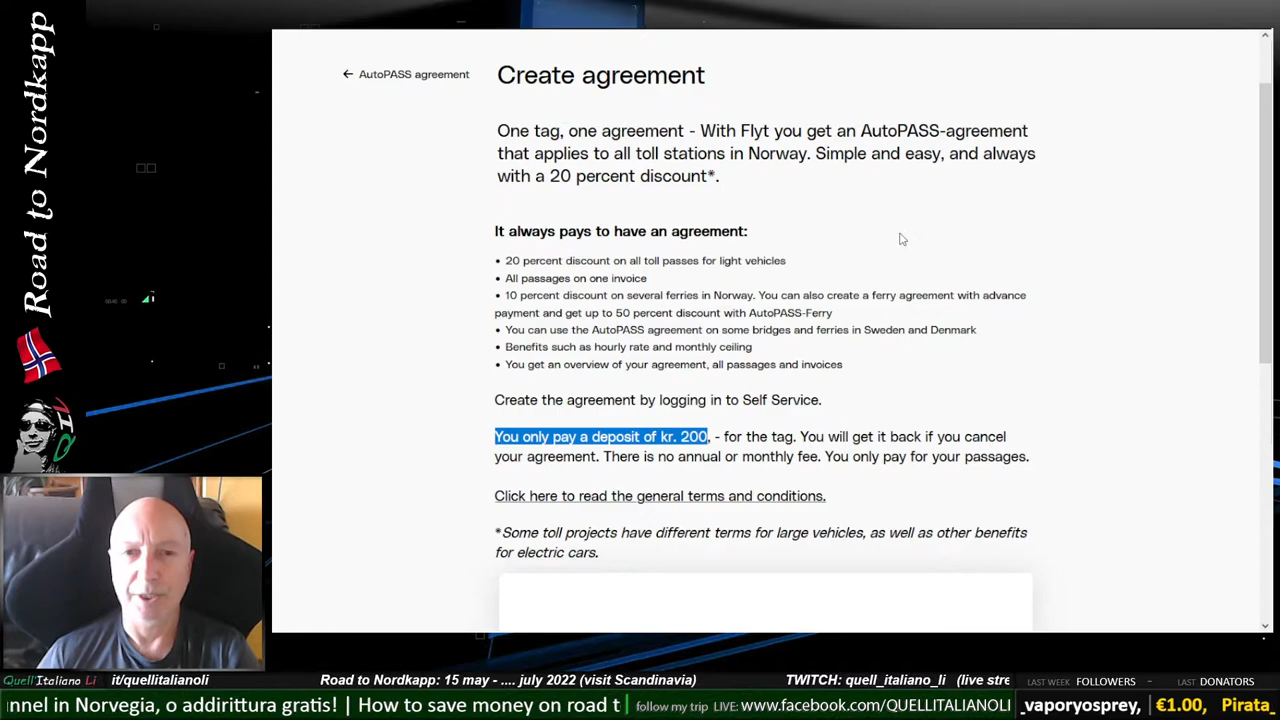 Road to Nordkapp
← AutoPASS agreement
Create agreement
One tag, one agreement - With Flyt you get an AutoPASS-agreement
that applies to all toll stations in Norway. Simple and easy, and always
with a 20 percent discount*.
It always pays to have an agreement:
• 20 percent discount on all toll passes for light vehicles
• All passages on one invoice
• 10 percent discount on several ferries in Norway. You can also create a ferry agreement with advance
payment and get up to 50 percent discount with AutoPASS-Ferry
• You can use the AutoPASS agreement on some bridges and ferries in Sweden and Denmark
• Benefits such as hourly rate and monthly ceiling
• You get an overview of your agreement, all passages and invoices
Create the agreement by logging in to Self Service.
You only pay a deposit of kr. 200, - for the tag. You will get it back if you cancel
your agreement. There is no annual or monthly fee. You only pay for your passages.
Click here to read the general terms and conditions.
*Some toll projects have different terms for large vehicles, as well as other benefits
for electric cars.
QIL
Quell'Italiano Li
it/quellitalianoli
Road to Nordkapp: 15 may - .... july 2022 (visit Scandinavia)
TWITCH: quell_italiano_li (live stre
LAST WEEK FOLLOWERS - LAST DONATORS
unnel in Norvegia, o addirittura gratis! | How to save money on road t
follow my trip LIVE: www.facebook.com/QUELLITALIANOLI
_vaporyosprey, €1.00, Pirata_